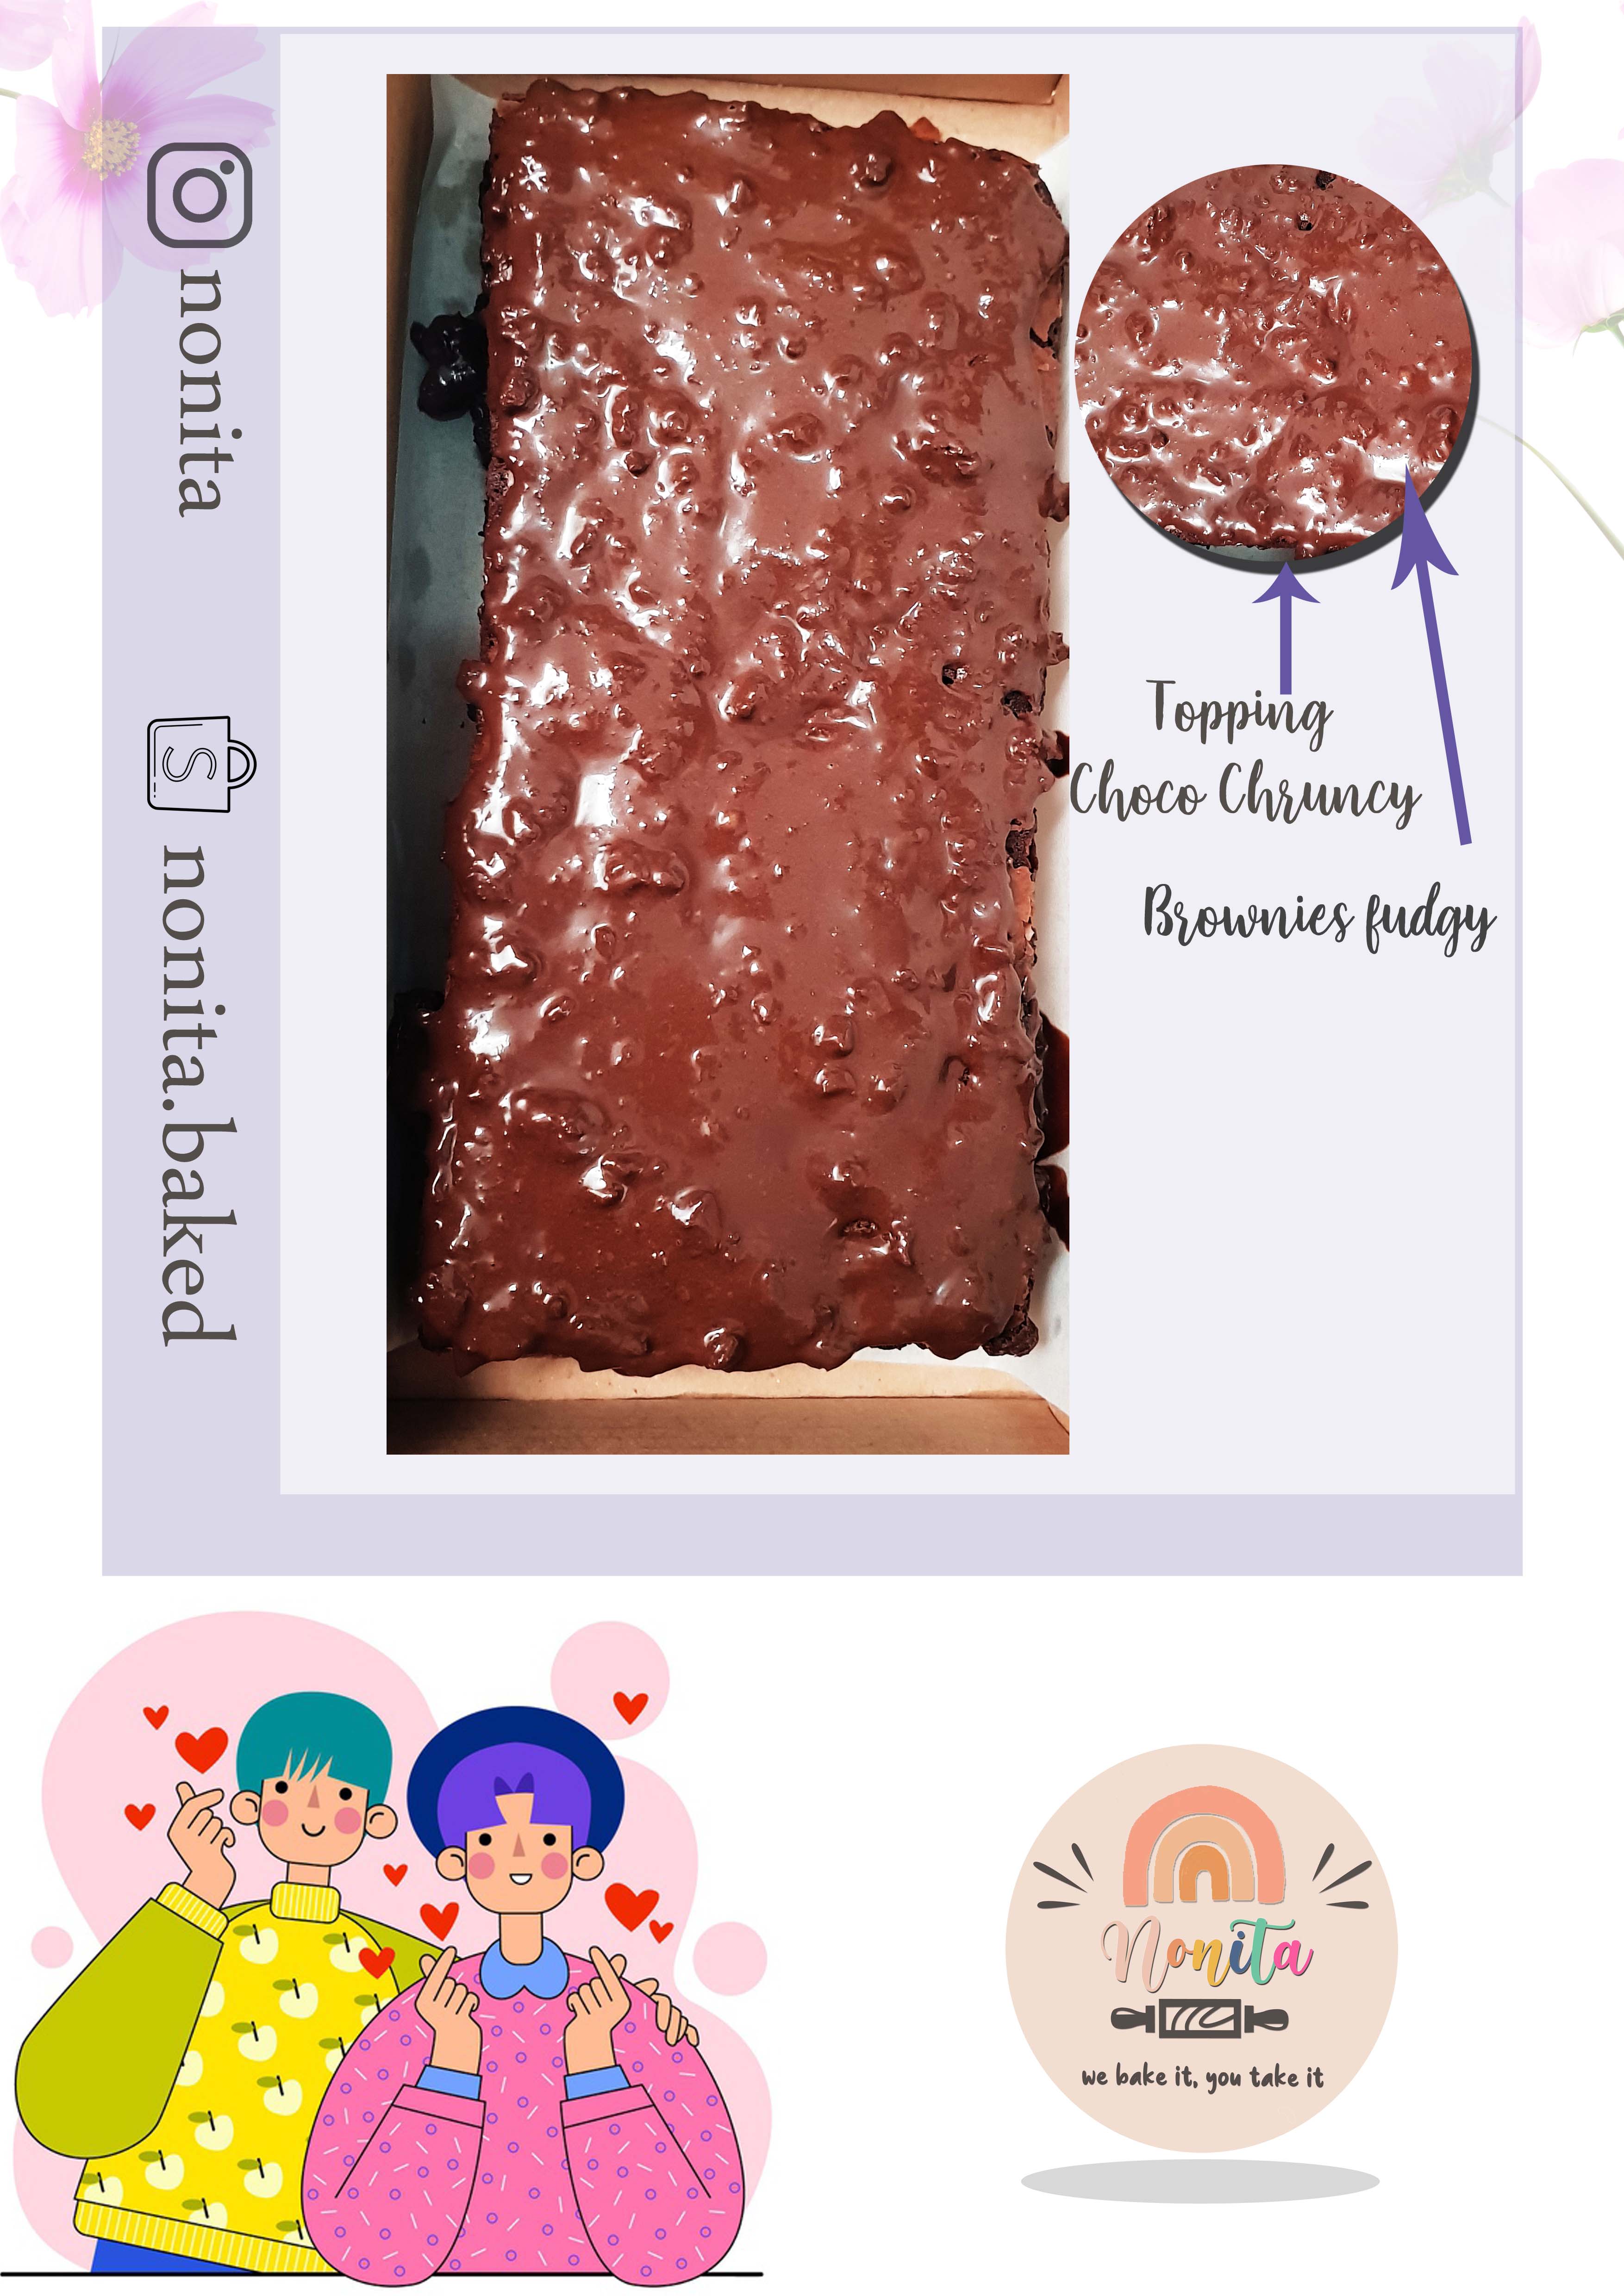 nonita
S
nonita.baked
Topping
Choco Chruncy
Brownies fudgy
Nonita
we bake it, you take it